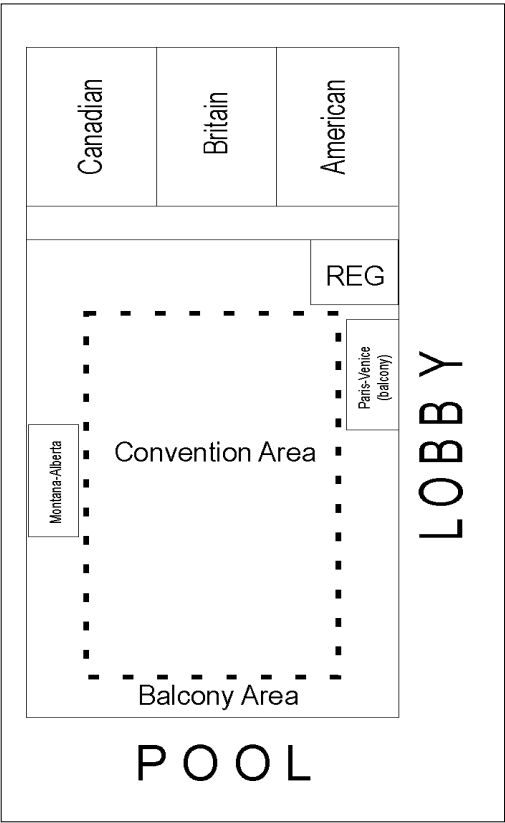 Canadian
Britain
American
REG
Paris-Venice
(balcony)
LOBBY
Convention Area
Montana-Alberta
Balcony Area
POOL